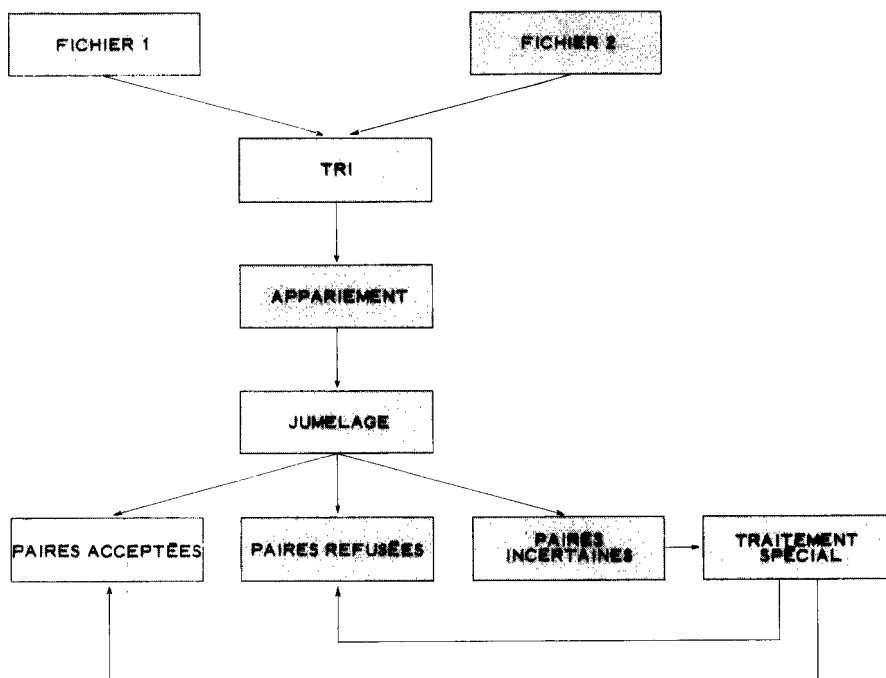 FICHIER 1
FICHIER 2
TRI
APPARIEMENT
JUMELAGE
PAIRES ACCEPTÉES
PAIRES REFUSÉES
PAIRES
INCERTAINES
TRAITEMENT
SPÉCIAL